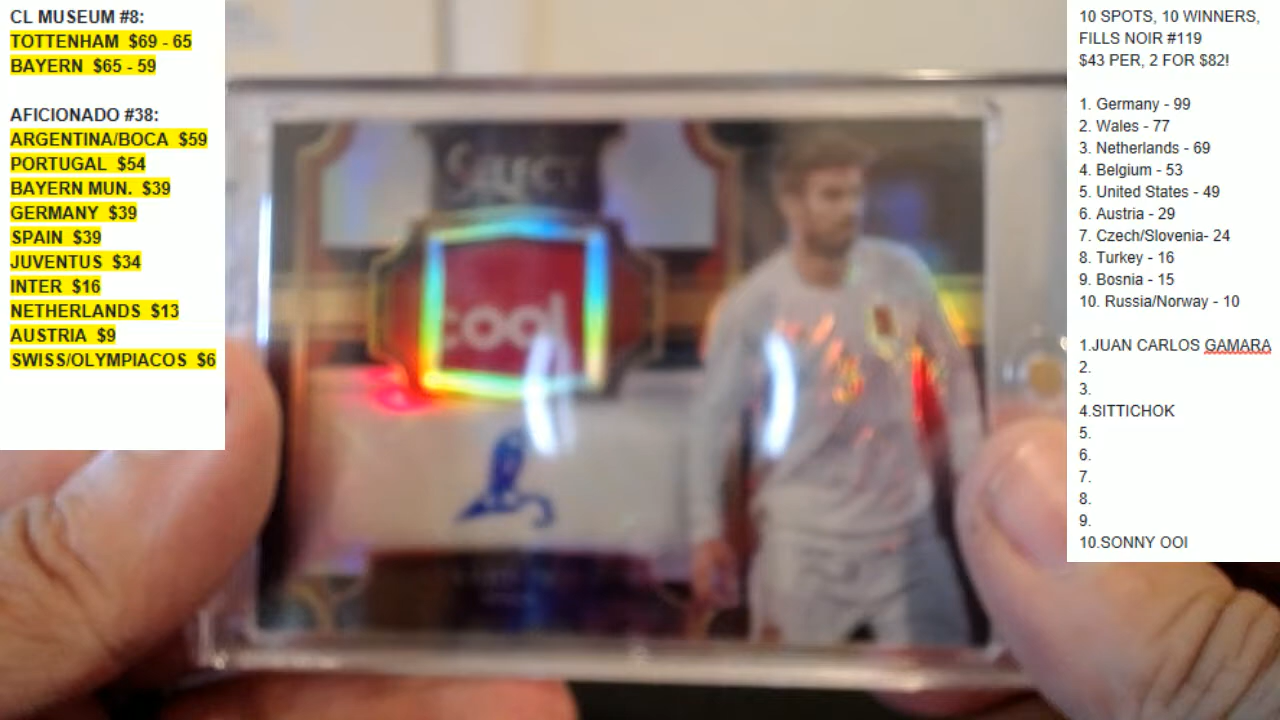 CL MUSEUM #8:
TOTTENHAM $69 - 65
BAYERN $65 - 59
AFICIONADO #38:
ARGENTINA/BOCA $59
PORTUGAL $54
BAYERN MUN. $39
GERMANY $39
SPAIN $39
JUVENTUS $34
INTER $16
NETHERLANDS $13
AUSTRIA $9
SWISS/OLYMPIACOS $6
SELECT
cool
10 SPOTS, 10 WINNERS,
FILLS NOIR #119
$43 PER, 2 FOR $82!
1. Germany - 99
2. Wales - 77
3. Netherlands - 69
4. Belgium - 53
5. United States - 49
6. Austria - 29
7. Czech/Slovenia- 24
8. Turkey - 16
9. Bosnia - 15
10. Russia/Norway - 10
1.JUAN CARLOS GAMARA
2.
3.
4.SITTICHOK
5.
6.
7.
8.
9.
10.SONNY OOI